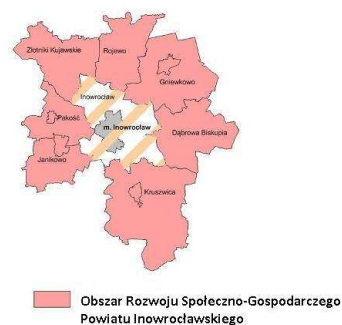 Złotniki Kujawskie
Rojewo
Gniewkowo
Inowrocław
Pakość
m. Inowrocław
Dąbrowa Biskupia
Janikowo
Kruszwica
Obszar Rozwoju Społeczno-Gospodarczego
Powiatu Inowrocławskiego